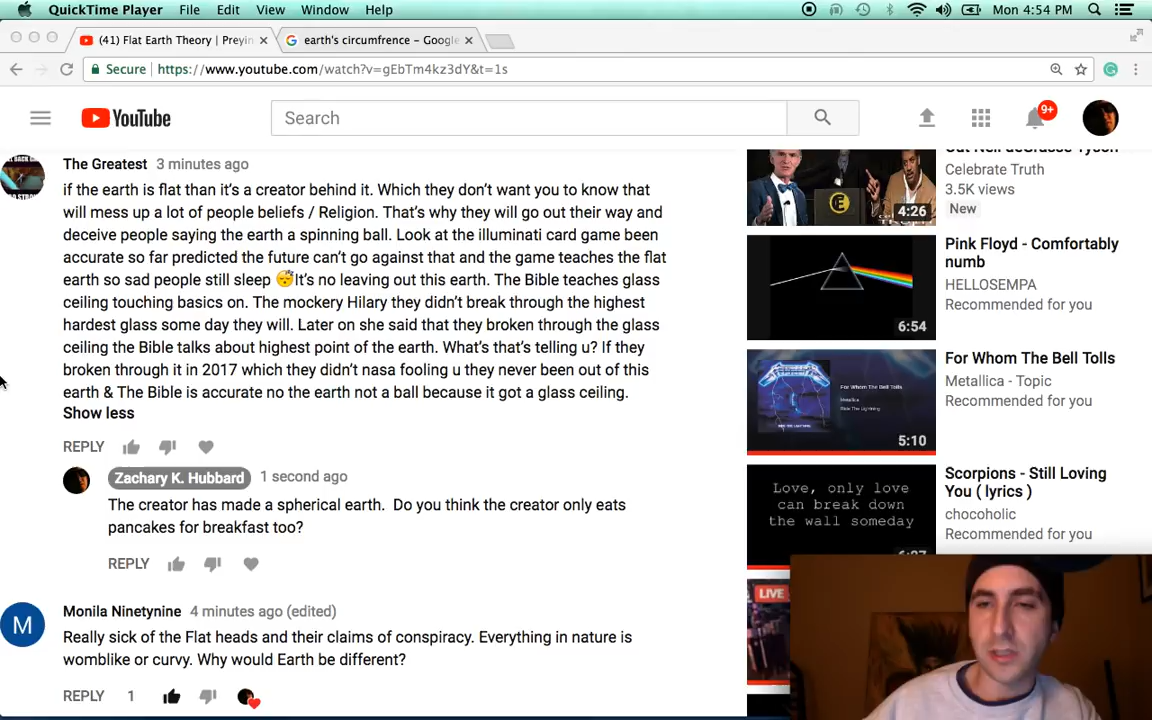 QuickTime Player File Edit View Window Help Mon 4:54 PM
(41) Flat Earth Theory | Preyin
earth's circumfrence - Google
Secure https://www.youtube.com/watch?v=gEbTm4kz3dY&t=1s
YouTube
Search
9+
The Greatest 3 minutes ago
if the earth is flat than it's a creator behind it. Which they don't want you to know that
will mess up a lot of people beliefs / Religion. That's why they will go out their way and
deceive people saying the earth a spinning ball. Look at the illuminati card game been
accurate so far predicted the future can't go against that and the game teaches the flat
earth so sad people still sleep 😴It's no leaving out this earth. The Bible teaches glass
ceiling touching basics on. The mockery Hilary they didn't break through the highest
hardest glass some day they will. Later on she said that they broken through the glass
ceiling the Bible talks about highest point of the earth. What's that's telling u? If they
broken through it in 2017 which they didn't nasa fooling u they never been out of this
earth & The Bible is accurate no the earth not a ball because it got a glass ceiling.
Show less
REPLY
Zachary K. Hubbard 1 second ago
The creator has made a spherical earth. Do you think the creator only eats
pancakes for breakfast too?
REPLY
M
Monila Ninetynine 4 minutes ago (edited)
Really sick of the Flat heads and their claims of conspiracy. Everything in nature is
womblike or curvy. Why would Earth be different?
REPLY 1
Celebrate Truth
3.5K views
New
4:26
Pink Floyd - Comfortably
numb
HELLOSEMPA
Recommended for you
6:54
For Whom The Bell Tolls
Metallica - Topic
Recommended for you
For Whom The Bell Tolls
Metallica
Ride The Lightning
5:10
Scorpions - Still Loving
You ( lyrics )
chocoholic
Recommended for you
Love, only love
can break down
the wall someday
LIVE